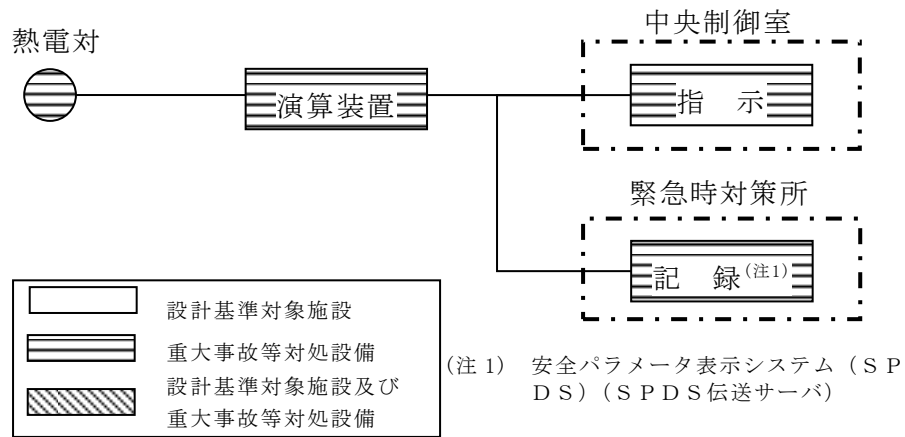 中央制御室
熱電対
演算装置
指 示
緊急時対策所
記 録(注1)
設計基準対象施設
重大事故等対処設備
設計基準対象施設及び
重大事故等対処設備
(注1) 安全パラメータ表示システム(SP
DS)(SPDS伝送サーバ)